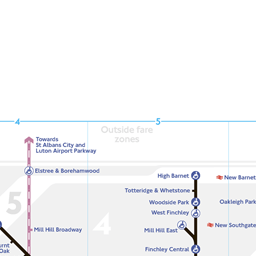 4
5
Outside fare
zones
Towards
St Albans City and
Luton Airport Parkway
Elstree & Borehamwood
High Barnet
New Barnet
Totteridge & Whetstone
5
Woodside Park
Oakleigh Park
4
West Finchley
Mill Hill Broadway
Mill Hill East
New Southgate
Finchley Central
Oak